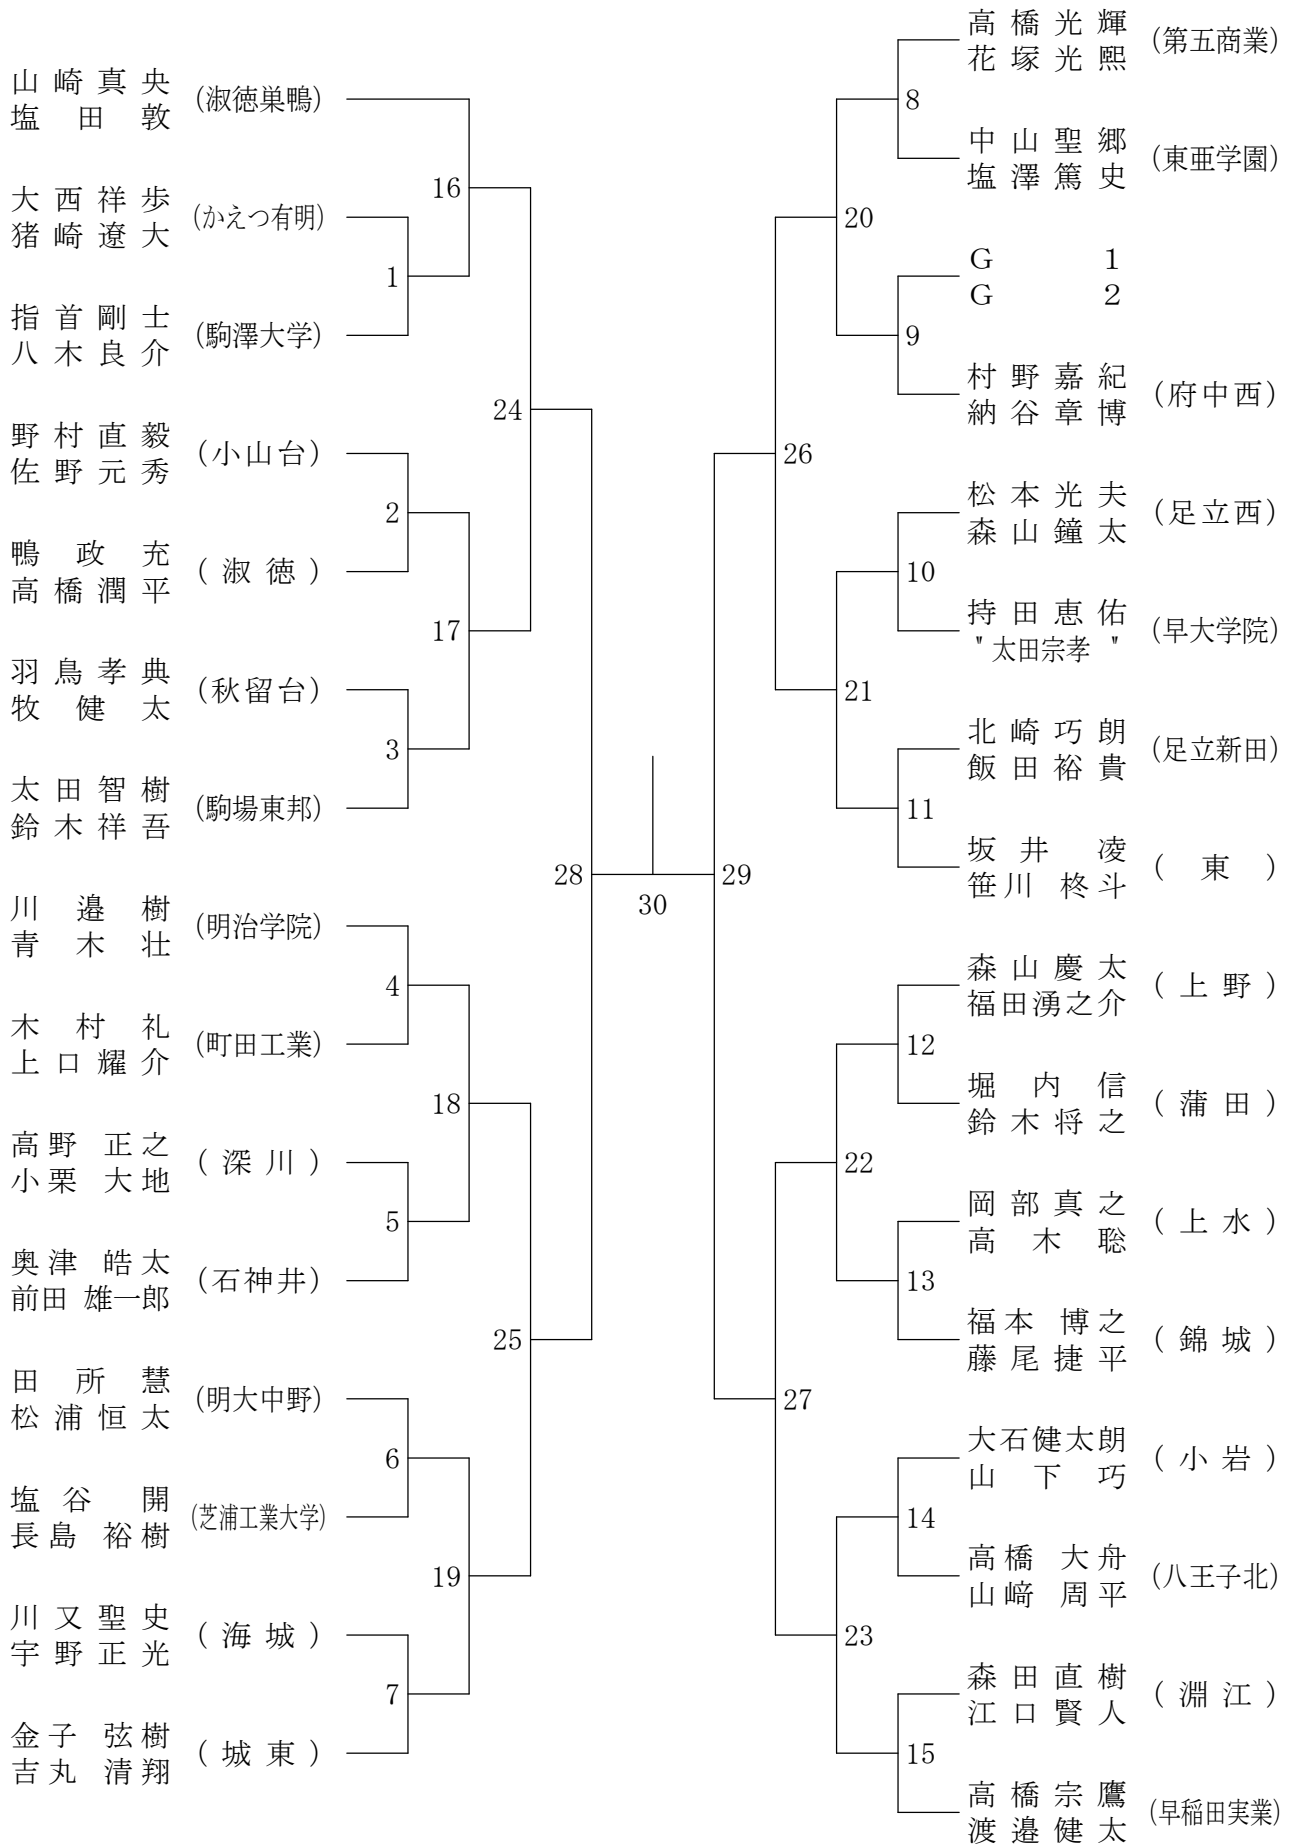 山崎真央
塩田敦
(淑徳巣鴨)
16
大西祥歩
猪崎遼大
(かえつ有明)
1
指首剛士
八木良介
(駒澤大学)
24
野村直毅
佐野元秀
(小山台)
2
鴨政充
高橋潤平
(淑徳)
17
羽鳥孝典
牧健太
(秋留台)
3
太田智樹
鈴木祥吾
(駒場東邦)
28
川邉樹
青木壮
(明治学院)
4
木村礼
上口耀介
(町田工業)
18
高野正之
小栗大地
(深川)
5
奥津皓太
前田雄一郎
(石神井)
25
田所慧
松浦恒太
(明大中野)
6
塩谷開
長島裕樹
(芝浦工業大学)
19
川又聖史
宇野正光
(海城)
7
金子弦樹
吉丸清翔
(城東)
30
高橋光輝
花塚光熙
(第五商業)
8
中山聖郷
塩澤篤史
(東亜学園)
20
G 1
G 2
9
村野嘉紀
納谷章博
(府中西)
26
松本光夫
森山鐘太
(足立西)
10
持田恵佑
" 太田宗孝 "
(早大学院)
21
北崎巧朗
飯田裕貴
(足立新田)
11
坂井凌
笹川柊斗
(東)
29
森山慶太
福田湧之介
(上野)
12
堀内信
鈴木将之
(蒲田)
22
岡部真之
高木聡
(上水)
13
福本博之
藤尾捷平
(錦城)
27
大石健太朗
山下巧
(小岩)
14
高橋大舟
山﨑周平
(八王子北)
23
森田直樹
江口賢人
(淵江)
15
高橋宗鷹
渡邉健太
(早稲田実業)